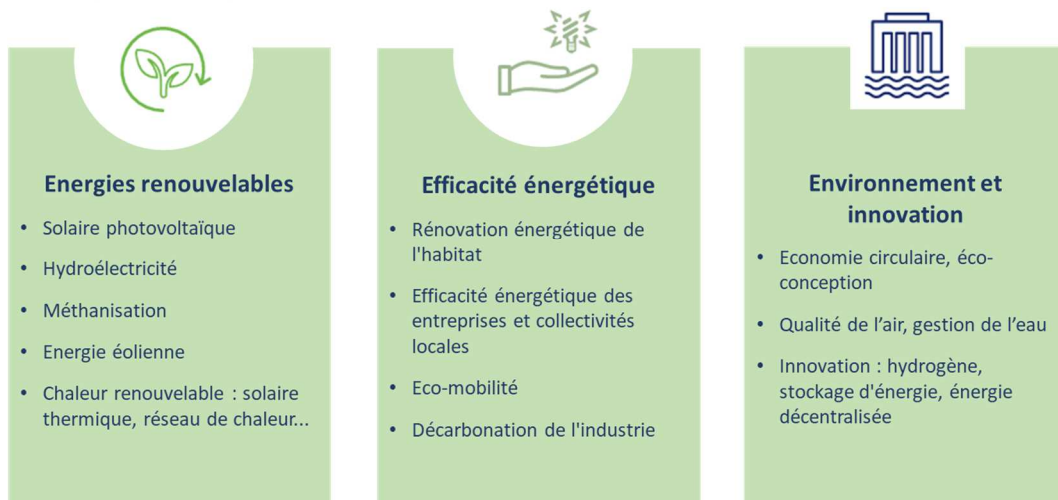 Energies renouvelables
• Solaire photovoltaïque
• Hydroélectricité
• Méthanisation
• Energie éolienne
• Chaleur renouvelable : solaire
thermique, réseau de chaleur...
Efficacité énergétique
• Rénovation énergétique de
l'habitat
• Efficacité énergétique des
entreprises et collectivités
locales
• Eco-mobilité
• Décarbonation de l'industrie
Environnement et
innovation
• Economie circulaire, éco-
conception
• Qualité de l’air, gestion de l’eau
• Innovation : hydrogène,
stockage d'énergie, énergie
décentralisée